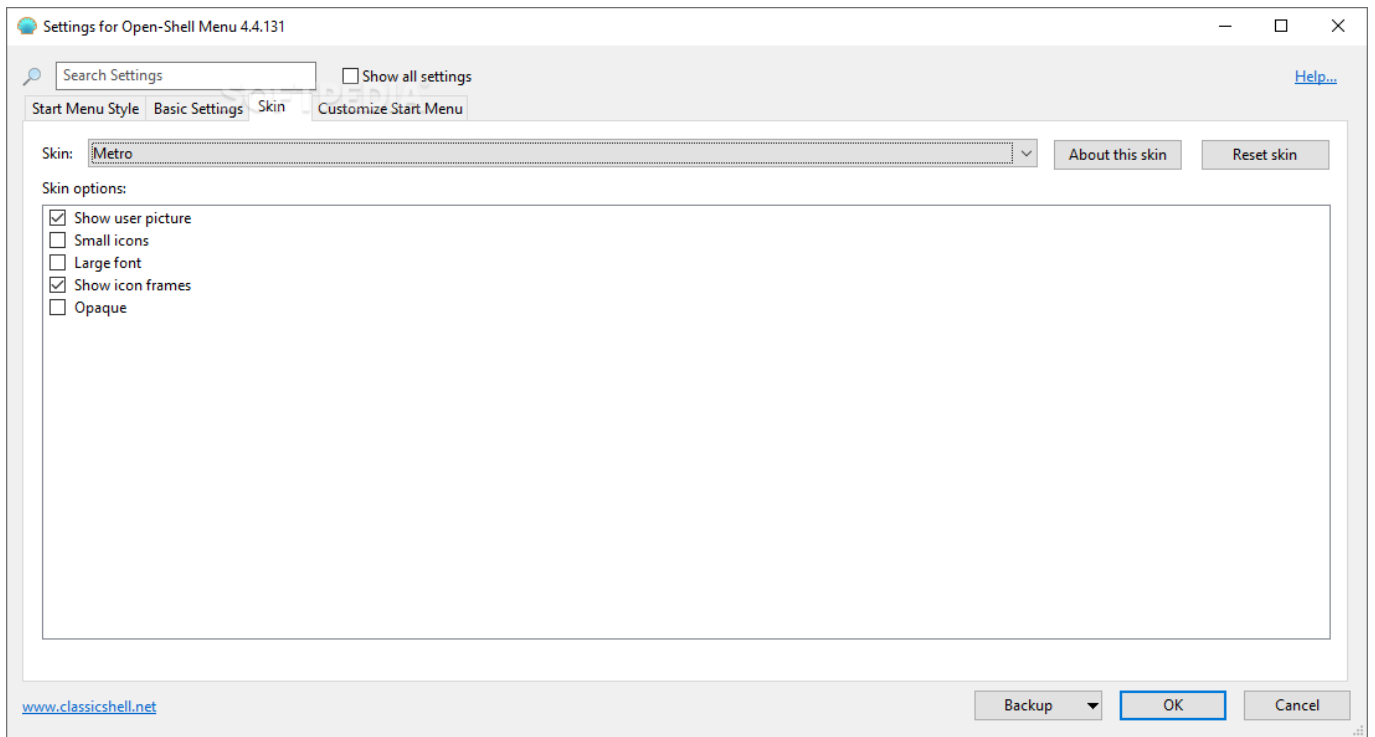 Settings for Open-Shell Menu 4.4.131
Search Settings Show all settings Help...
SOFTPEDIA
Start Menu Style Basic Settings Skin Customize Start Menu
Skin: Metro About this skin Reset skin
Skin options:
Show user picture
Small icons
Large font
Show icon frames
Opaque
www.classicshell.net Backup OK Cancel